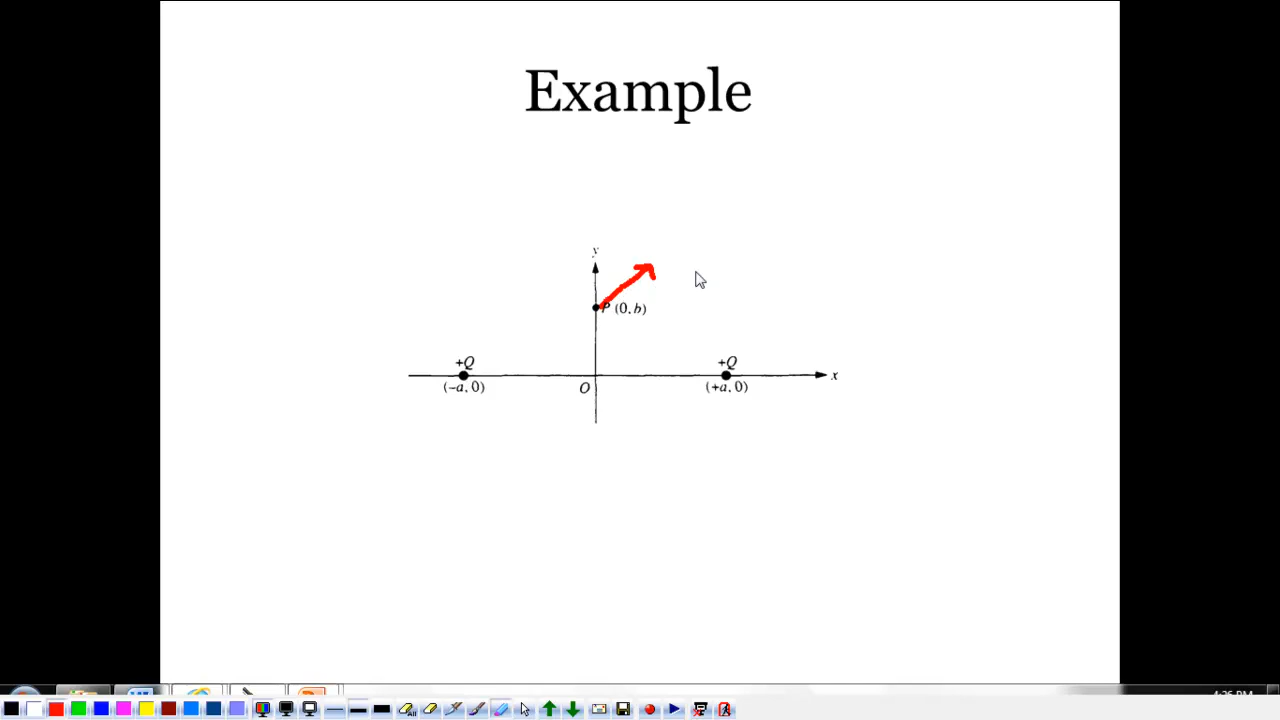 Example
y
P (0, b)
+Q
+Q
O
x
(−a, 0)
(+a, 0)